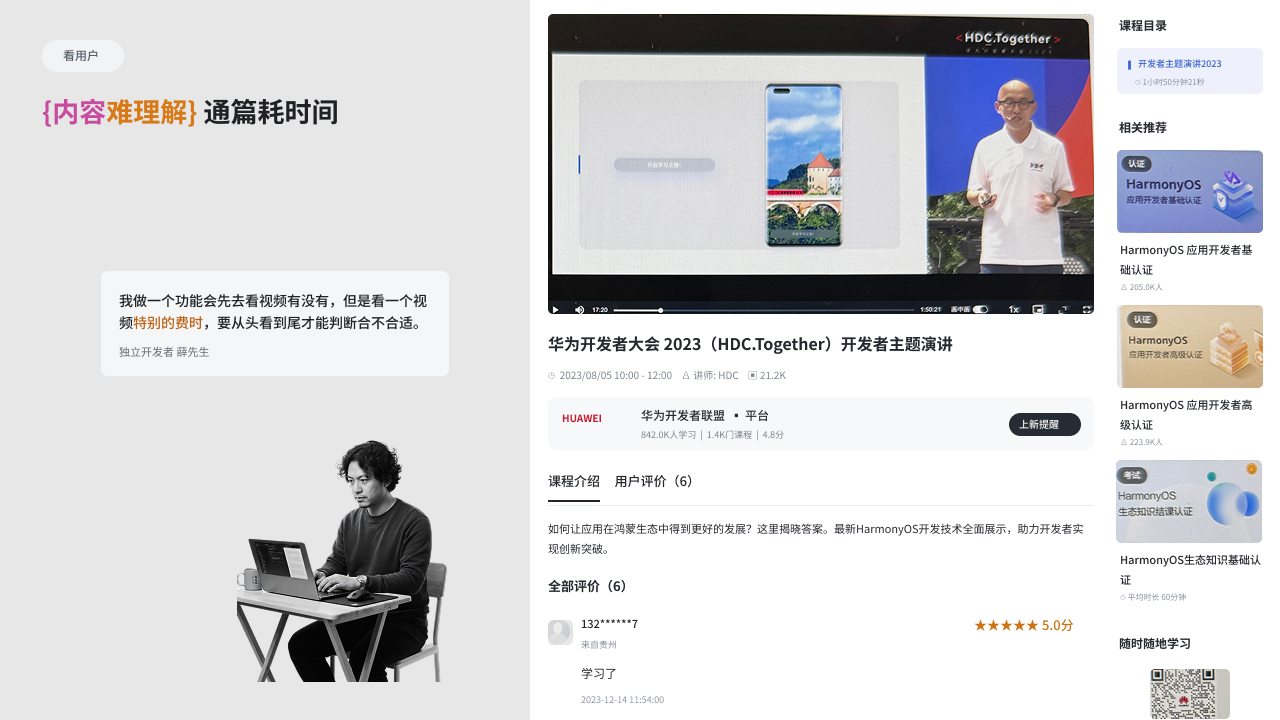 看用户
{内容难理解} 通篇耗时间
我做一个功能会先去看视频有没有，但是看一个视
频特别的费时，要从头看到尾才能判断合不合适。
独立开发者 薛先生
<HDC.Together>
开启学习之旅!
17:20
1:50:21
画中画
1x
华为开发者大会 2023（HDC.Together）开发者主题演讲
2023/08/05 10:00 - 12:00
讲师: HDC
21.2K
HUAWEI
华为开发者联盟 ▪ 平台
842.0K人学习 | 1.4K门课程 | 4.8分
上新提醒
课程介绍 用户评价（6）
如何让应用在鸿蒙生态中得到更好的发展？这里揭晓答案。最新HarmonyOS开发技术全面展示，助力开发者实
现创新突破。
全部评价（6）
132******7
★★★★★ 5.0分
来自贵州
学习了
2023-12-14 11:54:00
课程目录
开发者主题演讲2023
1小时50分钟21秒
相关推荐
认证
HarmonyOS
应用开发者基础认证
HarmonyOS 应用开发者基
础认证
205.0K人
认证
HarmonyOS
应用开发者高级认证
HarmonyOS 应用开发者高
级认证
223.9K人
考试
HarmonyOS
生态知识结课认证
HarmonyOS生态知识基础认
证
平均时长 60分钟
随时随地学习